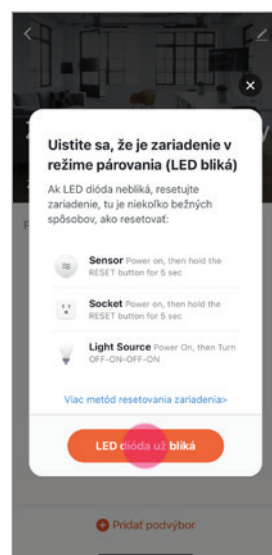 Uistite sa, že je zariadenie v
režime párovania (LED bliká)
Ak LED dióda nebliká, resetujte
zariadenie, tu je niekoľko bežných
spôsobov, ako resetovať:
Sensor Power on, then hold the
RESET button for 5 sec
Socket Power on, then hold the
RESET button for 5 sec
Light Source Power On, then Turn
OFF-ON-OFF-ON
Viac metód resetovania zariadenia>
LED dióda už bliká
Pridať podvýbor